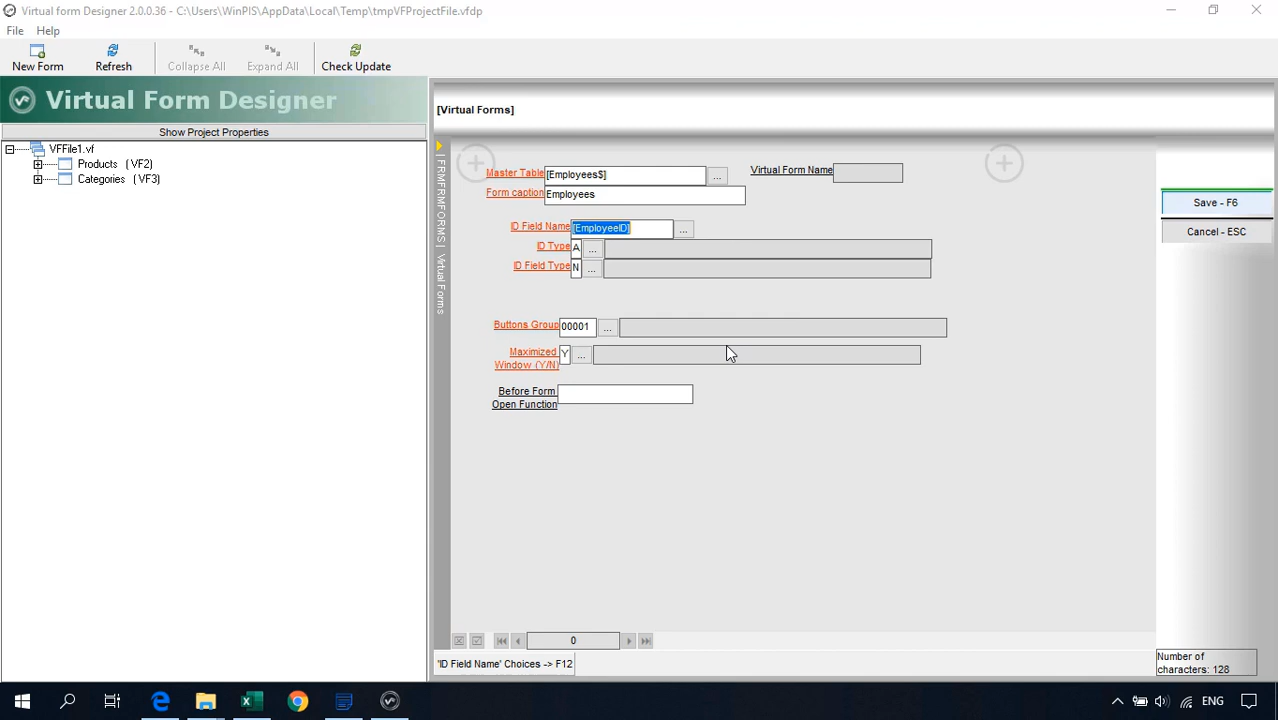 Virtual form Designer 2.0.0.36 - C:\Users\WinPIS\AppData\Local\Temp\tmpVFProjectFile.vfdp
File Help
New Form Refresh Collapse All Expand All Check Update
Virtual Form Designer
Show Project Properties
VFFile1.vf
Products (VF2)
Categories (VF3)
[Virtual Forms]
FRMFRMFORMS | Virtual Forms
Master Table [Employees$] ... Virtual Form Name
Form caption Employees
ID Field Name [EmployeeID] ...
ID Type A ...
ID Field Type N ...
Buttons Group 00001 ...
Maximized Window (Y/N) Y ...
Before Form Open Function
Save - F6
Cancel - ESC
0
'ID Field Name' Choices -> F12
Number of
characters: 128
ENG